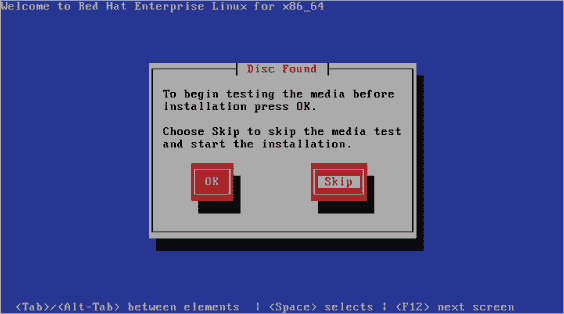 Welcome to Red Hat Enterprise Linux for x86_64
Disc Found
To begin testing the media before
installation press OK.
Choose Skip to skip the media test
and start the installation.
OK
Skip
<Tab>/<Alt-Tab> between elements | <Space> selects | <F12> next screen